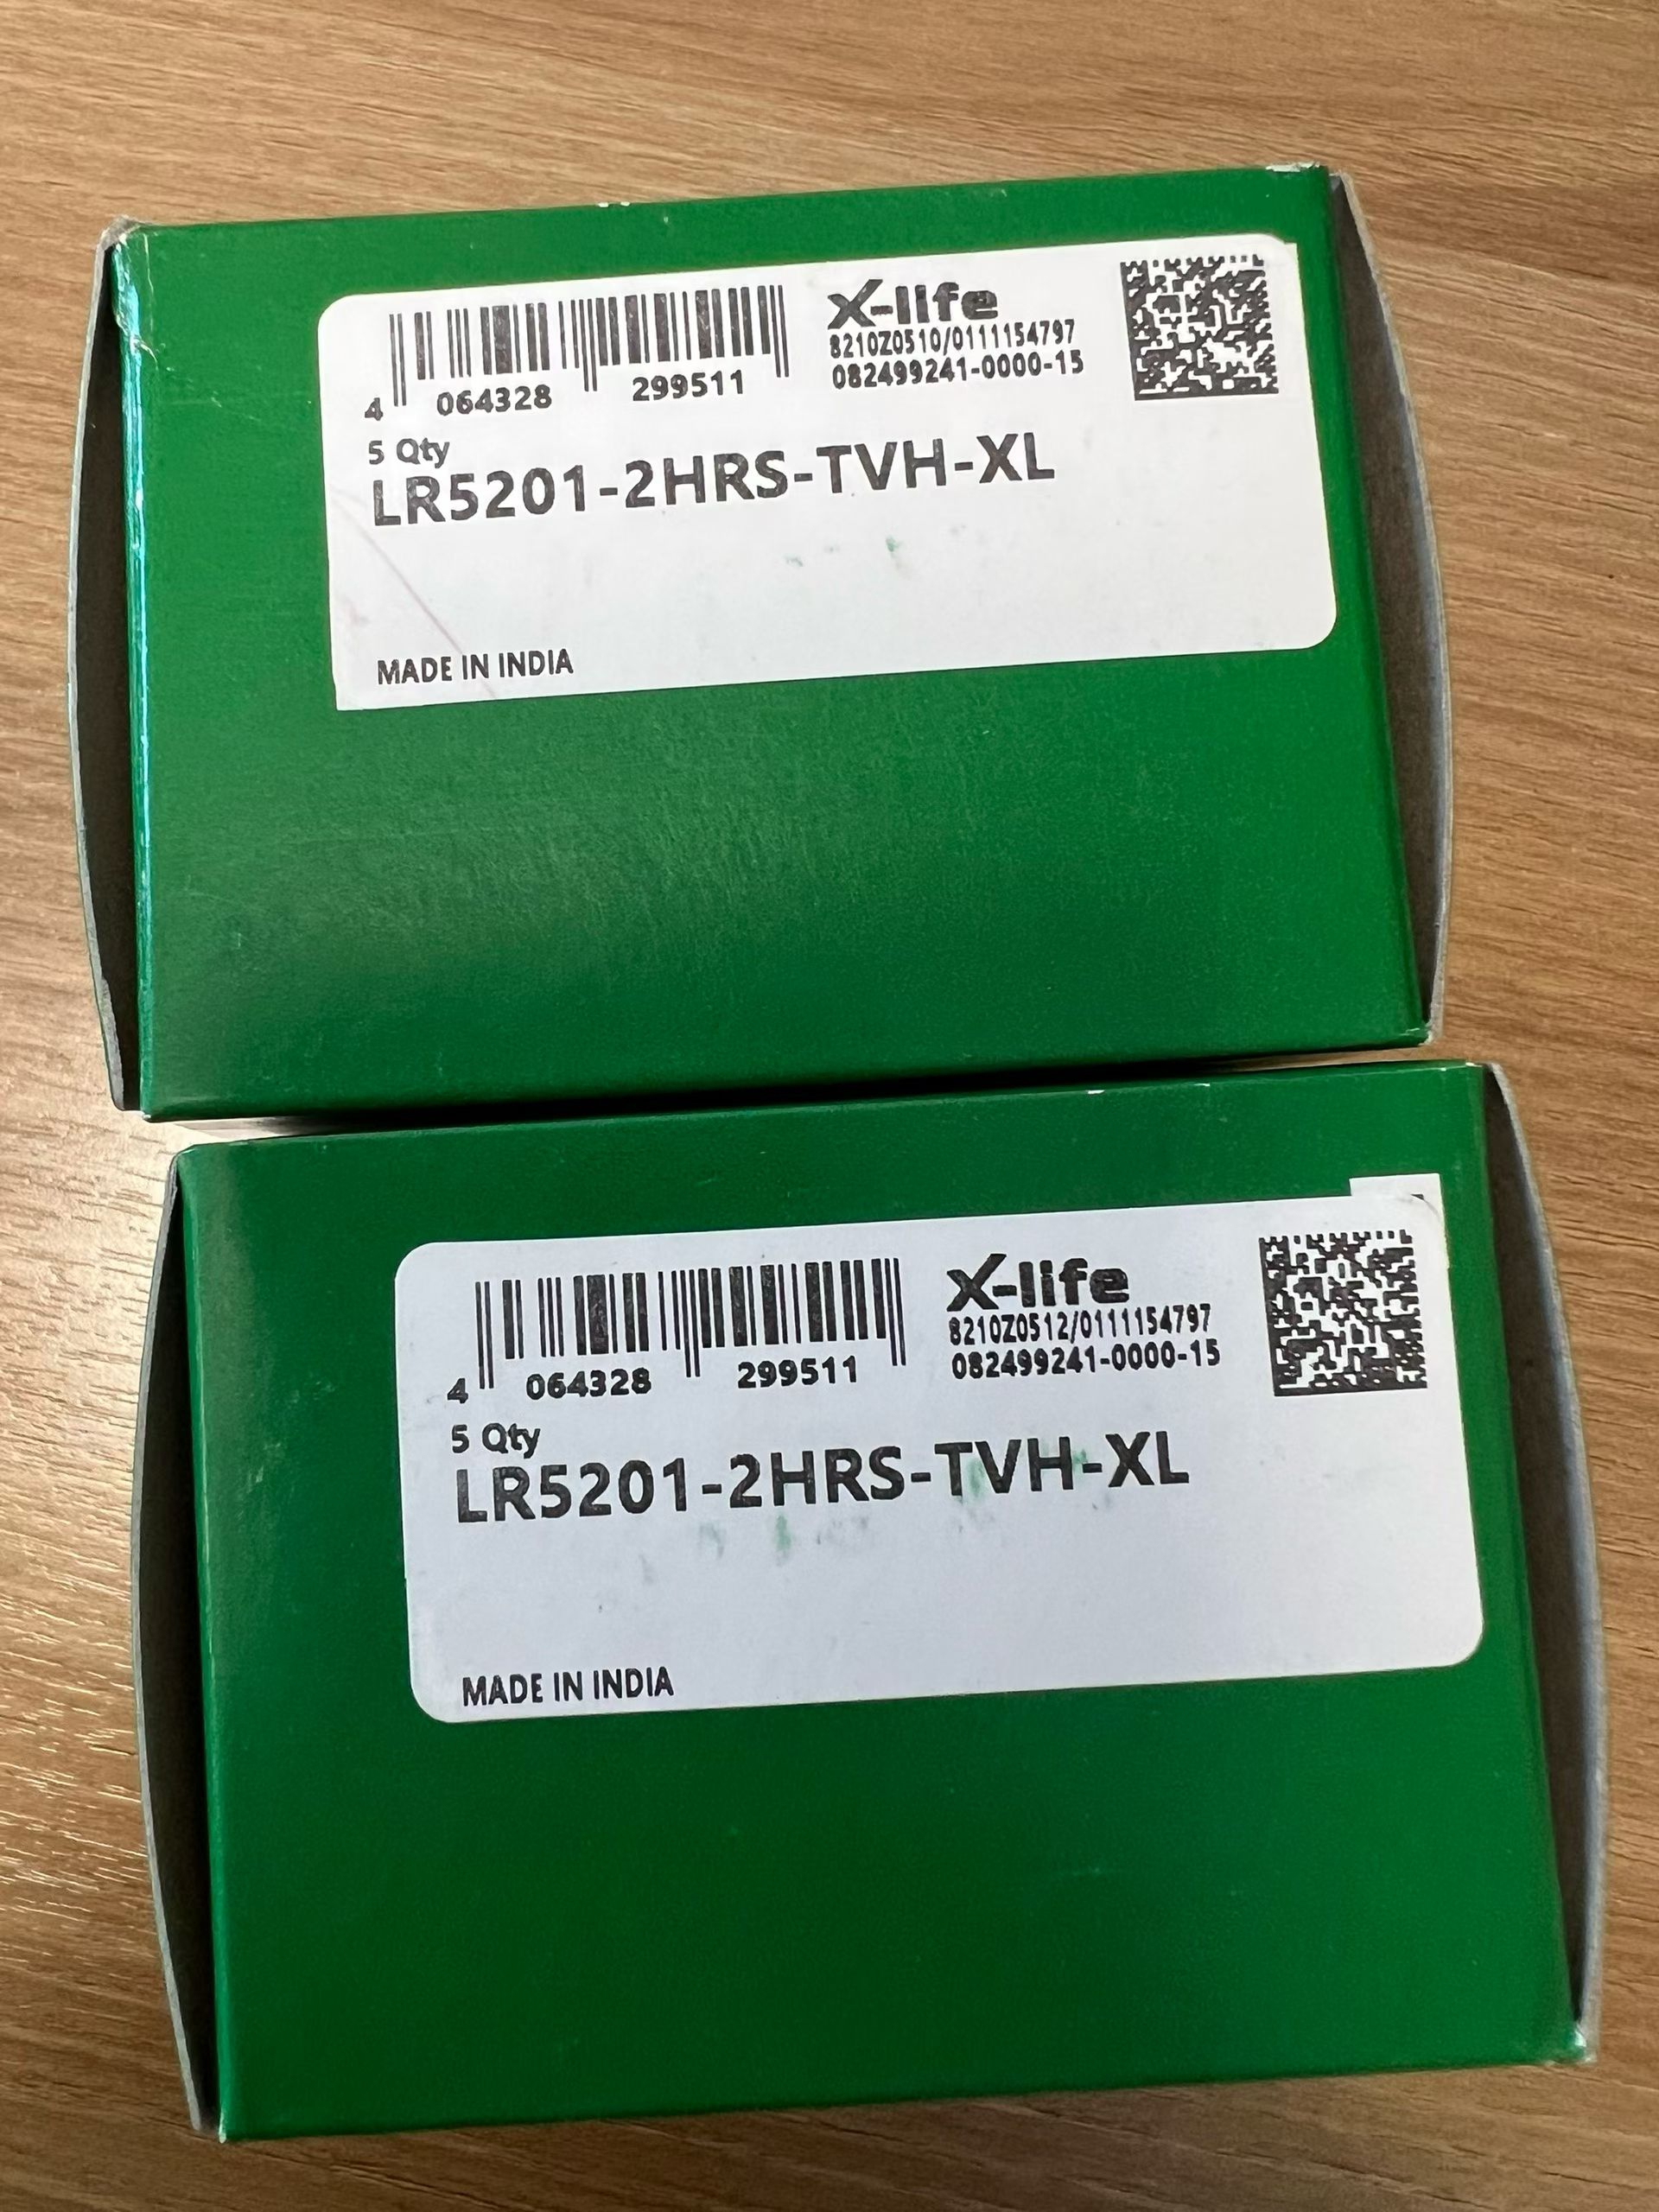 X-life
8210Z0510/0111154797
082499241-0000-15
4 064328 299511
5 Qty
LR5201-2HRS-TVH-XL
MADE IN INDIA
X-life
8210Z0512/0111154797
082499241-0000-15
4 064328 299511
5 Qty
LR5201-2HRS-TVH-XL
MADE IN INDIA